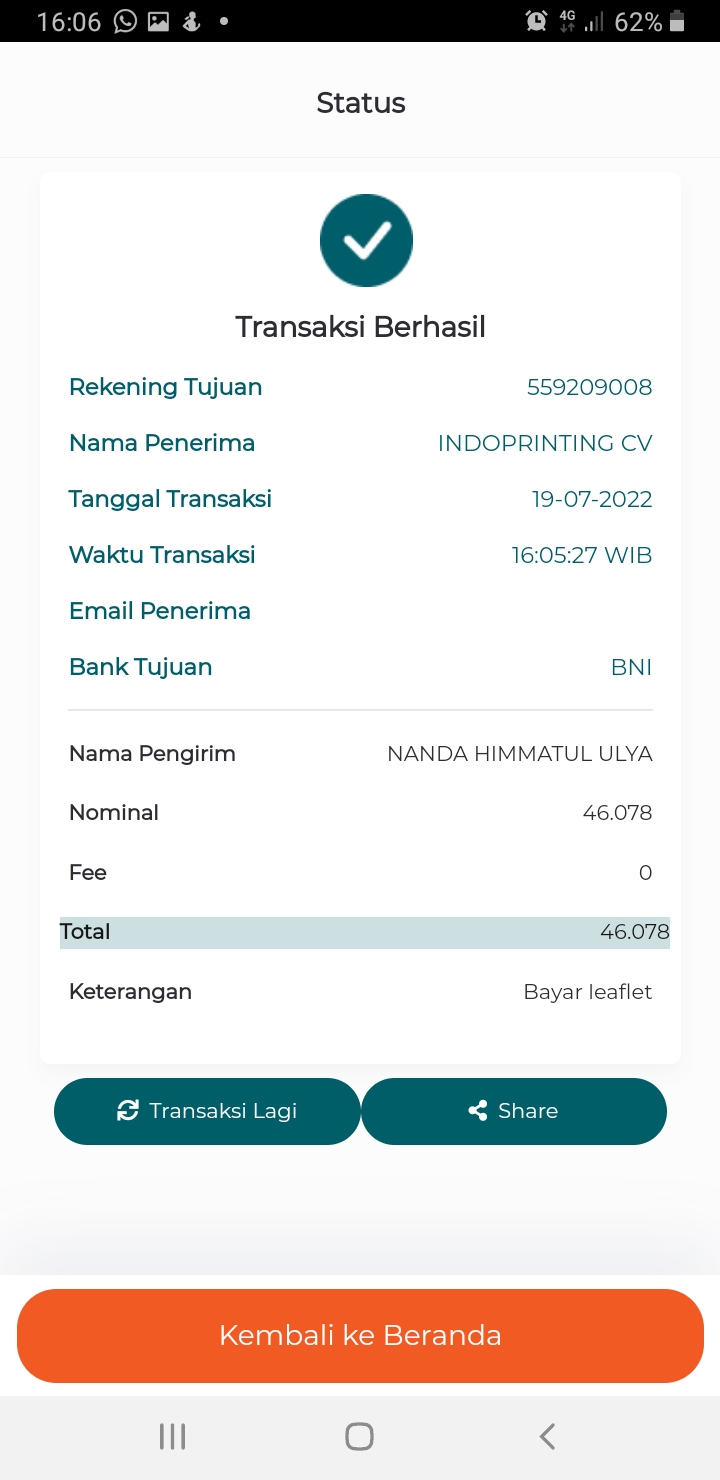 16:06 4G 62%
Status
Transaksi Berhasil
Rekening Tujuan 559209008
Nama Penerima INDOPRINTING CV
Tanggal Transaksi 19-07-2022
Waktu Transaksi 16:05:27 WIB
Email Penerima
Bank Tujuan BNI
Nama Pengirim NANDA HIMMATUL ULYA
Nominal 46.078
Fee 0
Total 46.078
Keterangan Bayar leaflet
Transaksi Lagi Share
Kembali ke Beranda